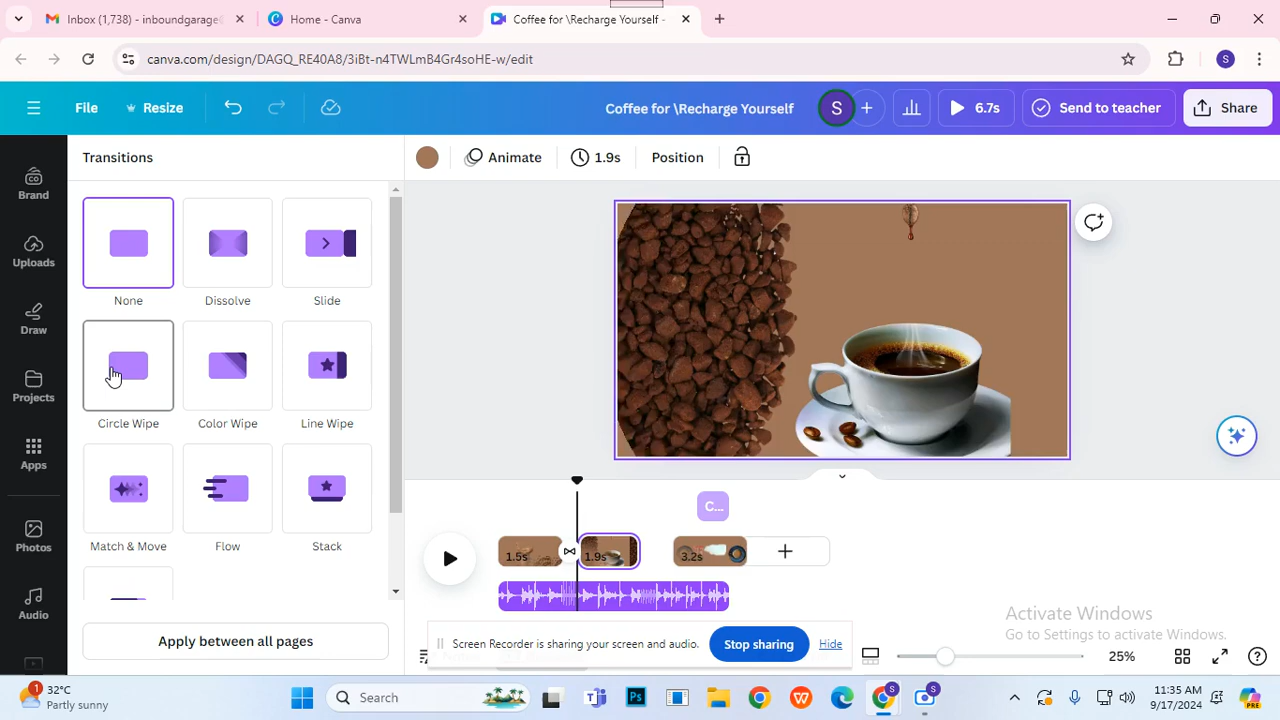 Inbox (1,738) - inboundgarage
Home - Canva
Coffee for \Recharge Yourself -
canva.com/design/DAGQ_RE40A8/3iBt-n4TWLmB4Gr4soHE-w/edit
S
File
Resize
Coffee for \Recharge Yourself
S
6.7s
Send to teacher
Share
Brand
Uploads
Draw
Projects
Apps
Photos
Audio
Transitions
None
Dissolve
Slide
Circle Wipe
Color Wipe
Line Wipe
Match & Move
Flow
Stack
Apply between all pages
Animate
1.9s
Position
C...
1.5s
1.9s
3.2s
Screen Recorder is sharing your screen and audio.
Stop sharing
Hide
Activate Windows
Go to Settings to activate Windows.
25%
1
32°C
Partly sunny
Search
11:35 AM
9/17/2024